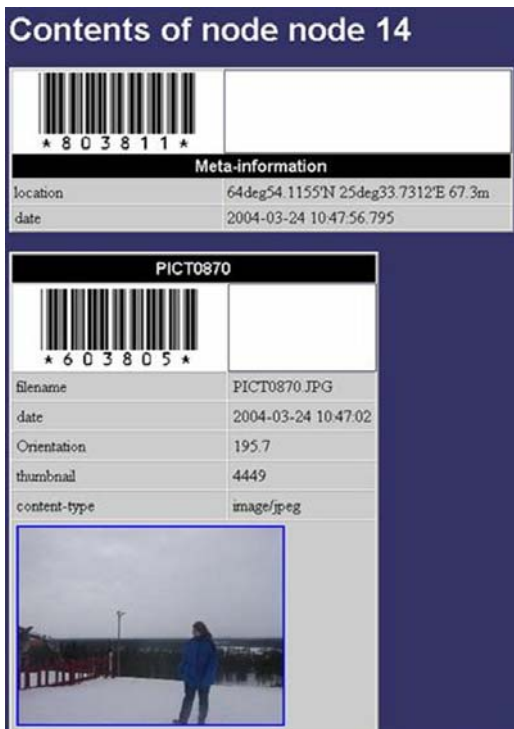 Contents of node node 14
*803811*
Meta-information
location 64deg54.1155'N 25deg33.7312'E 67.3m
date 2004-03-24 10:47:56.795
PICT0870
*603805*
filename PICT0870.JPG
date 2004-03-24 10:47:02
Orientation 195.7
thumbnail 4449
content-type image/jpeg